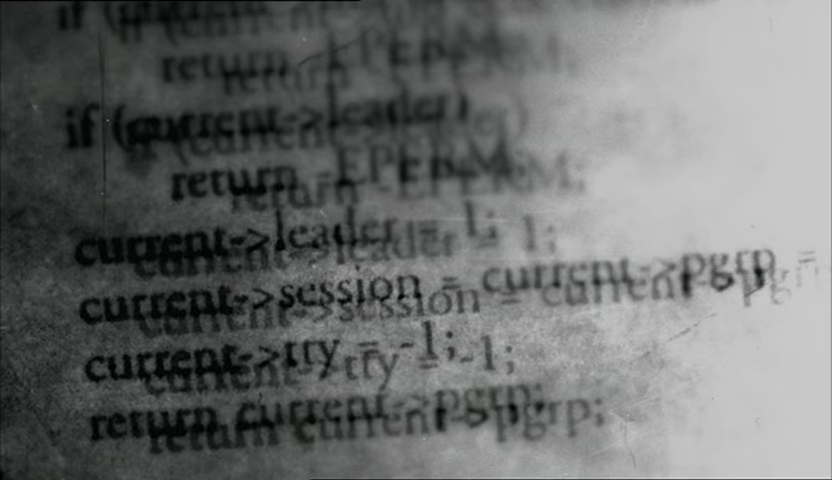 if (
return -EPERM;
if (current->leader)
return -EPERM;
current->leader = 1;
current->session = current->pgrp =
current->tty = -1;
return current->pgrp;